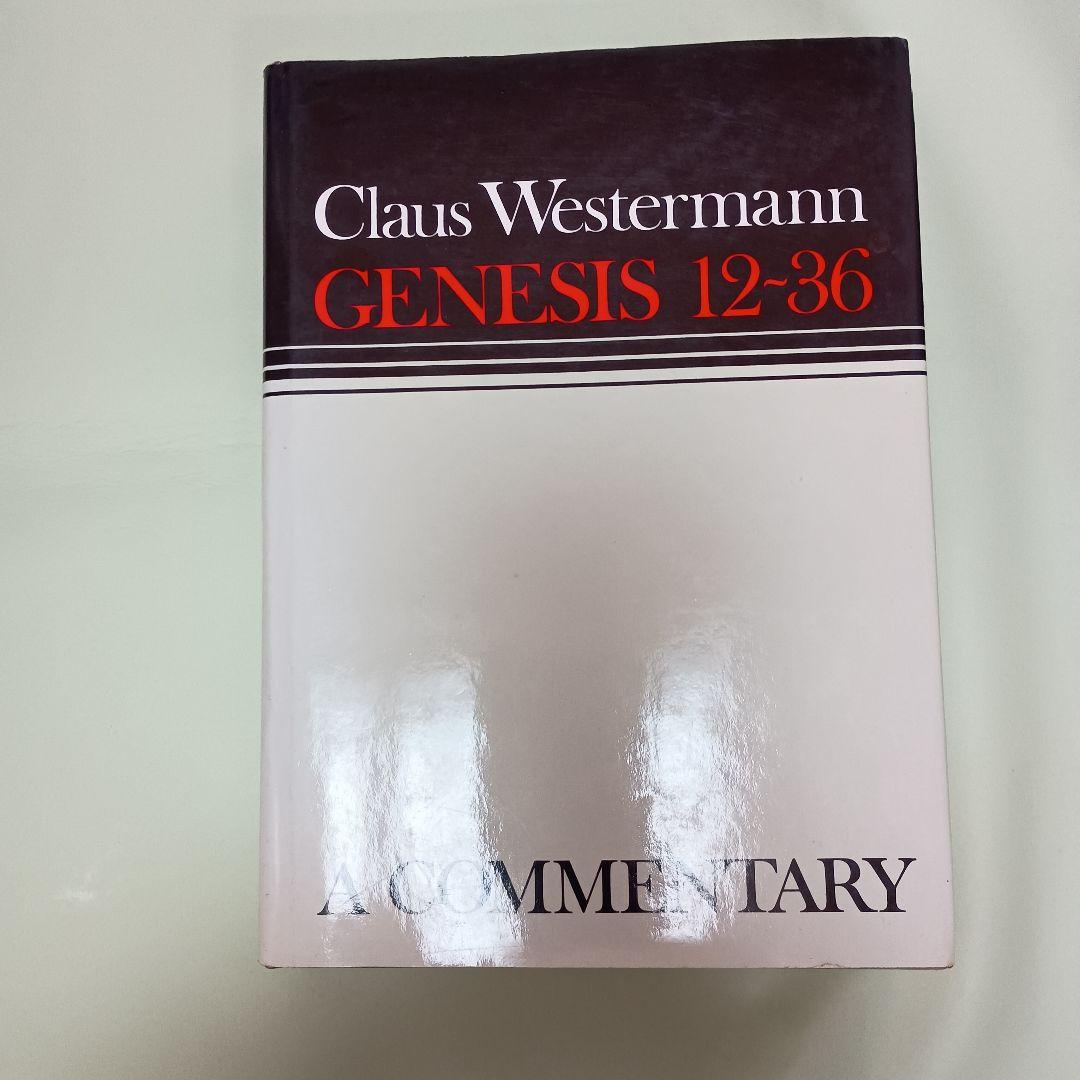 Claus Westermann
GENESIS 12~36
A COMMENTARY